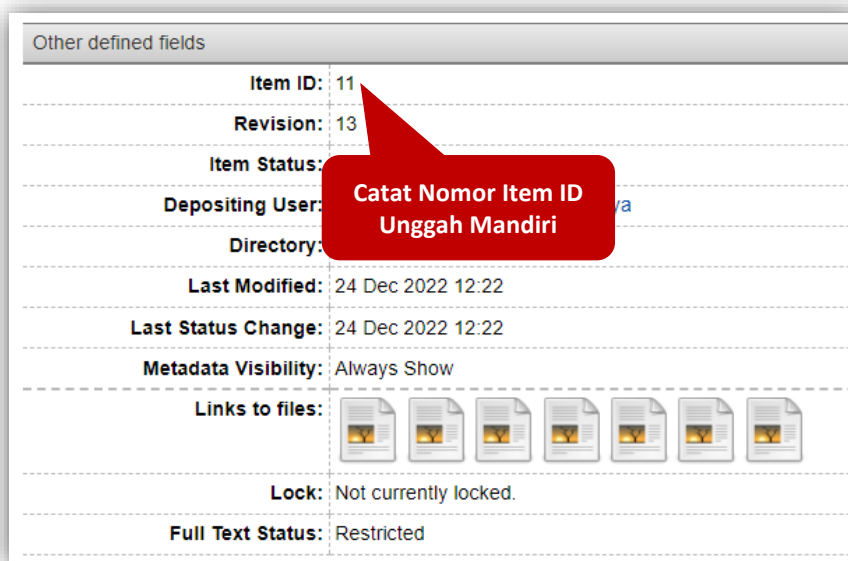 Other defined fields
Item ID: 11
Revision: 13
Item Status:
Catat Nomor Item ID
Unggah Mandiri
Depositing User: ya
Directory:
Last Modified: 24 Dec 2022 12:22
Last Status Change: 24 Dec 2022 12:22
Metadata Visibility: Always Show
Links to files:
Lock: Not currently locked.
Full Text Status: Restricted